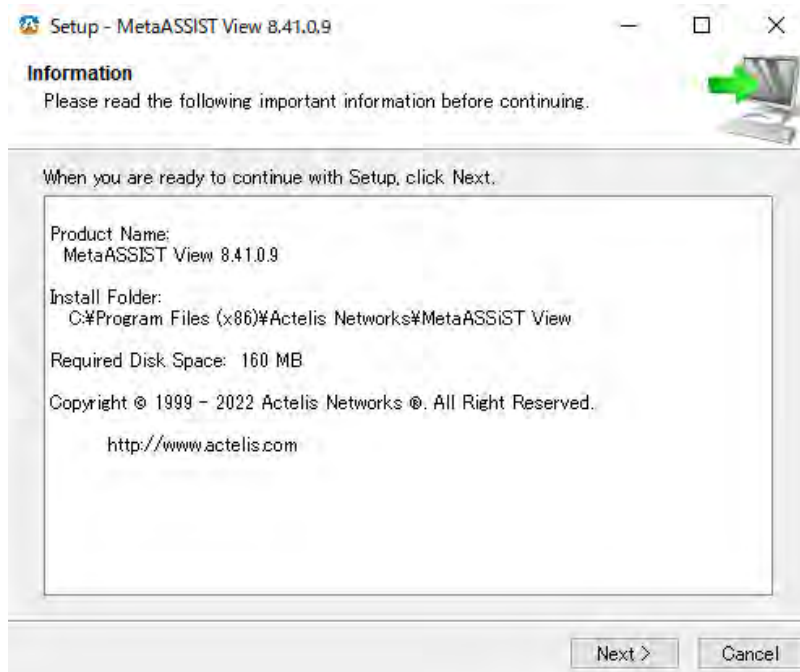 Setup - MetaASSIST View 8.41.0.9
Information
Please read the following important information before continuing.
When you are ready to continue with Setup, click Next.
Product Name:
MetaASSIST View 8.41.0.9
Install Folder:
C:¥Program Files (x86)¥Actelis Networks¥MetaASSiST View
Required Disk Space: 160 MB
Copyright © 1999 - 2022 Actelis Networks ®. All Right Reserved.
http://www.actelis.com
Next >
Cancel